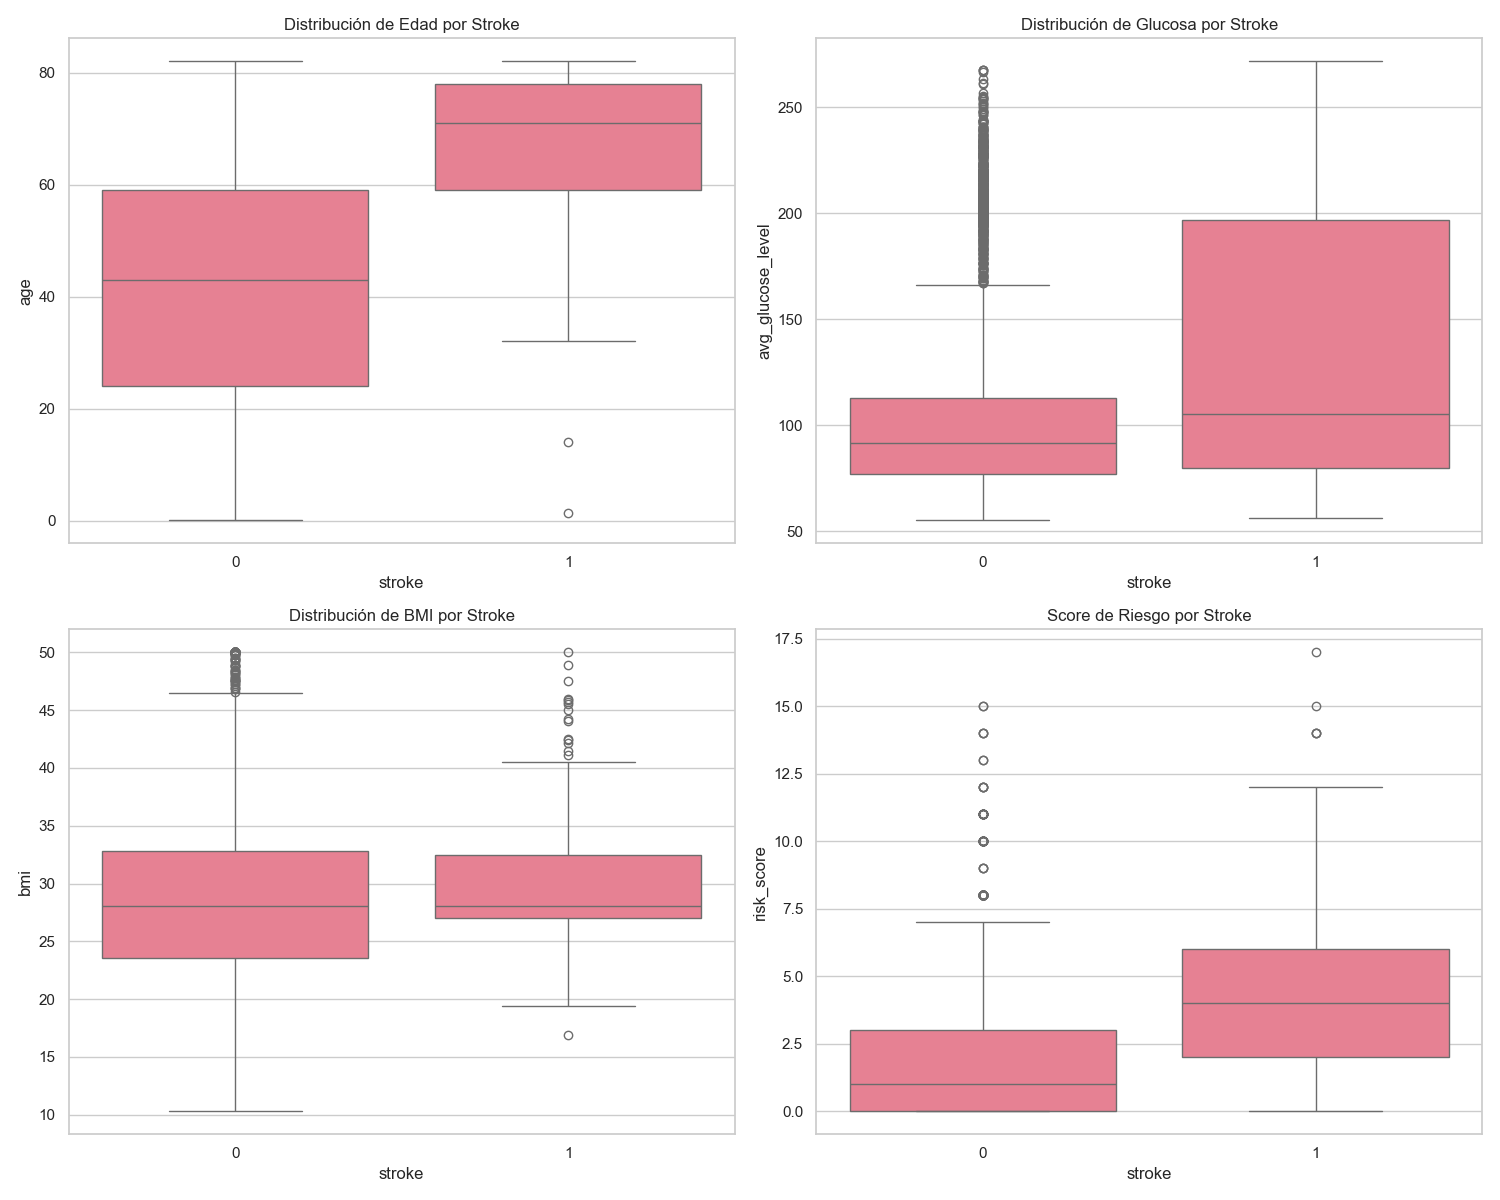 Distribución de Edad por Stroke
age
80
60
40
20
0
0 1
stroke
Distribución de Glucosa por Stroke
avg_glucose_level
250
200
150
100
50
0 1
stroke
Distribución de BMI por Stroke
bmi
50
45
40
35
30
25
20
15
10
0 1
stroke
Score de Riesgo por Stroke
risk_score
17.5
15.0
12.5
10.0
7.5
5.0
2.5
0.0
0 1
stroke